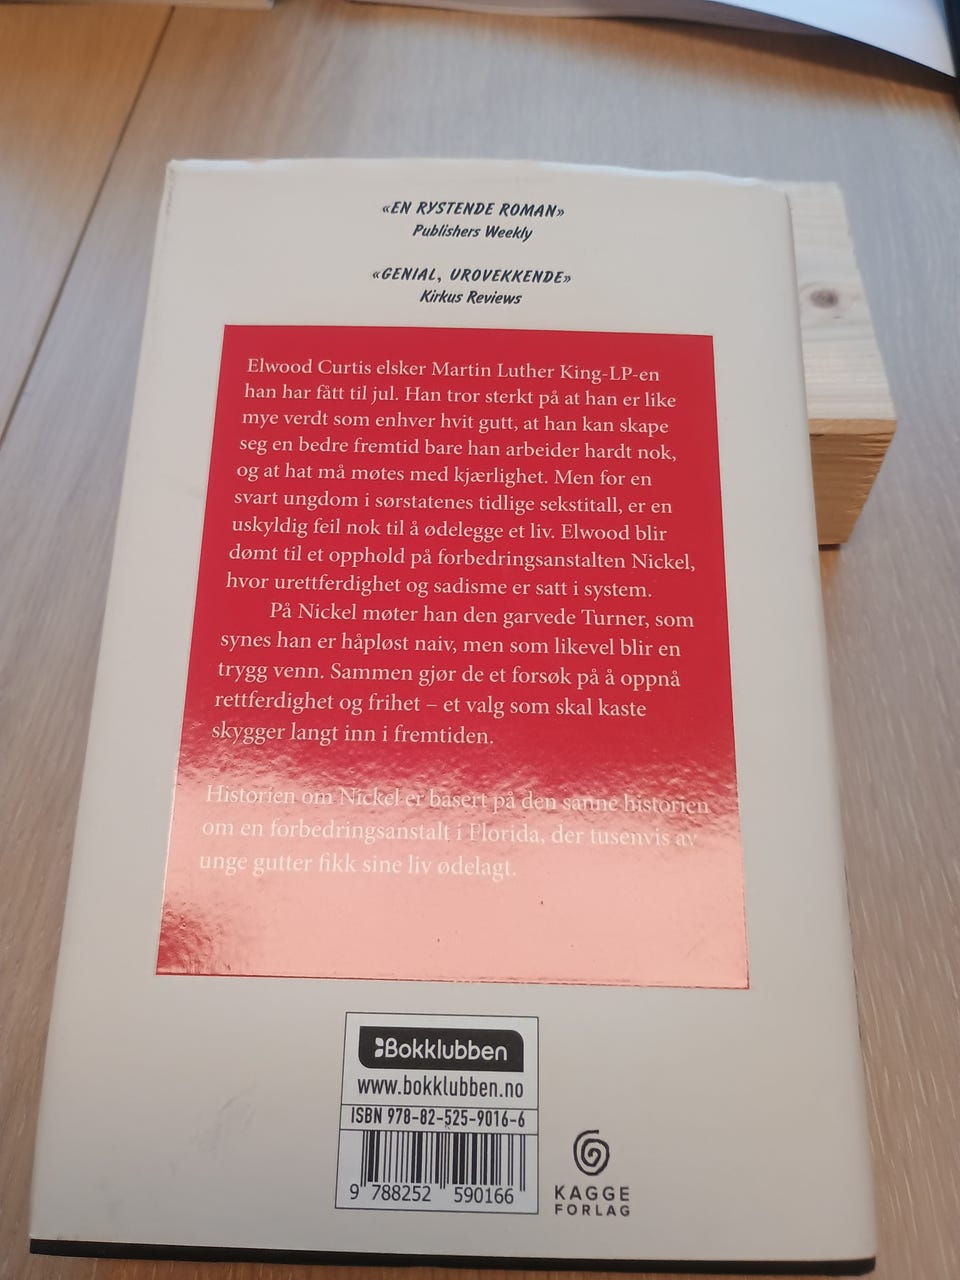 «EN RYSTENDE ROMAN»
Publishers Weekly
«GENIAL, UROVEKKENDE»
Kirkus Reviews
Elwood Curtis elsker Martin Luther King-LP-en
han har fått til jul. Han tror sterkt på at han er like
mye verdt som enhver hvit gutt, at han kan skape
seg en bedre fremtid bare han arbeider hardt nok,
og at hat må møtes med kjærlighet. Men for en
svart ungdom i sørstatenes tidlige sekstitall, er en
uskyldig feil nok til å ødelegge et liv. Elwood blir
dømt til et opphold på forbedringsanstalten Nickel,
hvor urettferdighet og sadisme er satt i system.
På Nickel møter han den garvede Turner, som
synes han er håpløst naiv, men som likevel blir en
trygg venn. Sammen gjør de et forsøk på å oppnå
rettferdighet og frihet – et valg som skal kaste
skygger langt inn i fremtiden.
Historien om Nickel er basert på den sanne historien
om en forbedringsanstalt i Florida, der tusenvis av
unge gutter fikk sine liv ødelagt.
Bokklubben
www.bokklubben.no
ISBN 978-82-525-9016-6
9 788252 590166
KAGGE
FORLAG